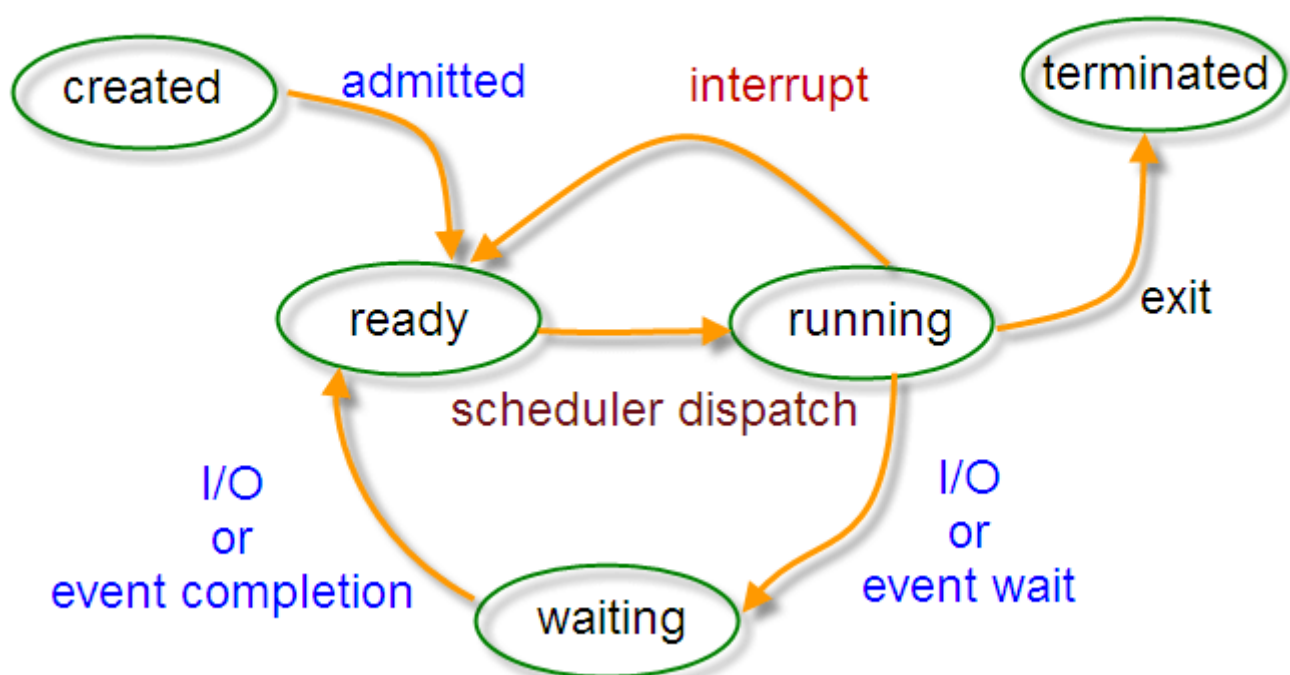 created
admitted
interrupt
terminated
ready
running
exit
scheduler dispatch
I/O
or
event completion
I/O
or
event wait
waiting